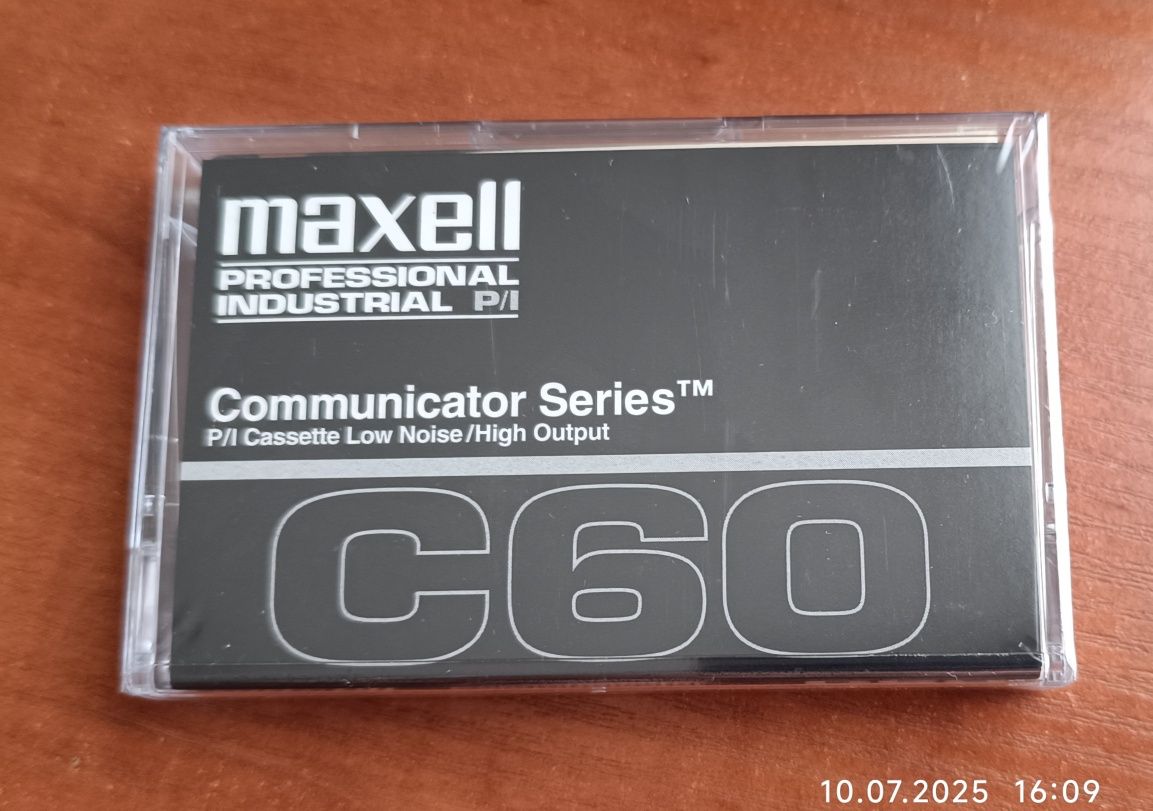 maxell
PROFESSIONAL
INDUSTRIAL P/I
Communicator Series™
P/I Cassette Low Noise/High Output
C60
10.07.2025 16:09